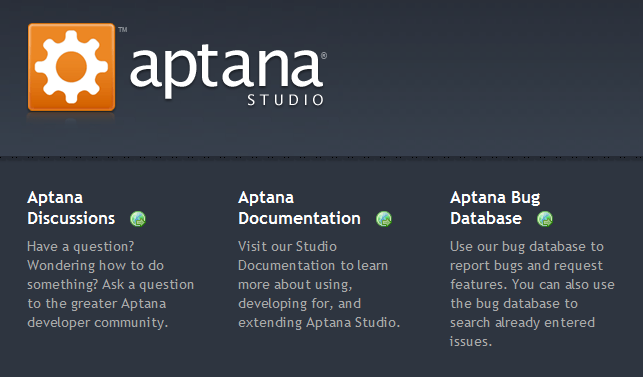 aptana®
STUDIO
™
Aptana
Discussions
Have a question?
Wondering how to do
something? Ask a question
to the greater Aptana
developer community.
Aptana
Documentation
Visit our Studio
Documentation to learn
more about using,
developing for, and
extending Aptana Studio.
Aptana Bug
Database
Use our bug database to
report bugs and request
features. You can also use
the bug database to
search already entered
issues.